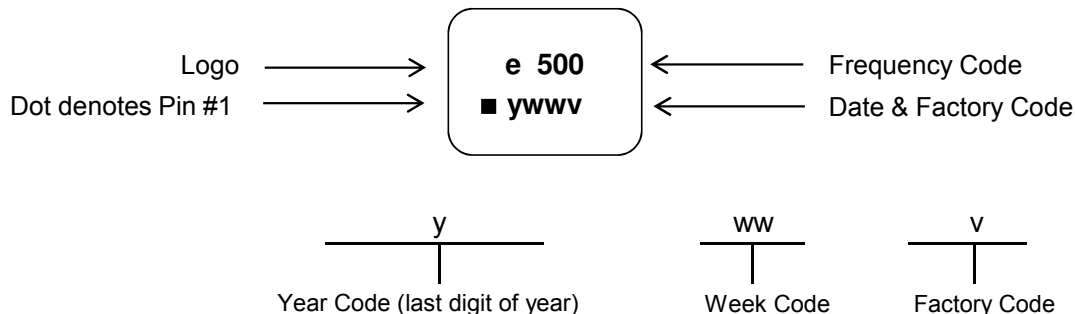 Logo e 500 Frequency Code
Dot denotes Pin #1 ■ ywwv Date & Factory Code
y ww v
Year Code (last digit of year) Week Code Factory Code